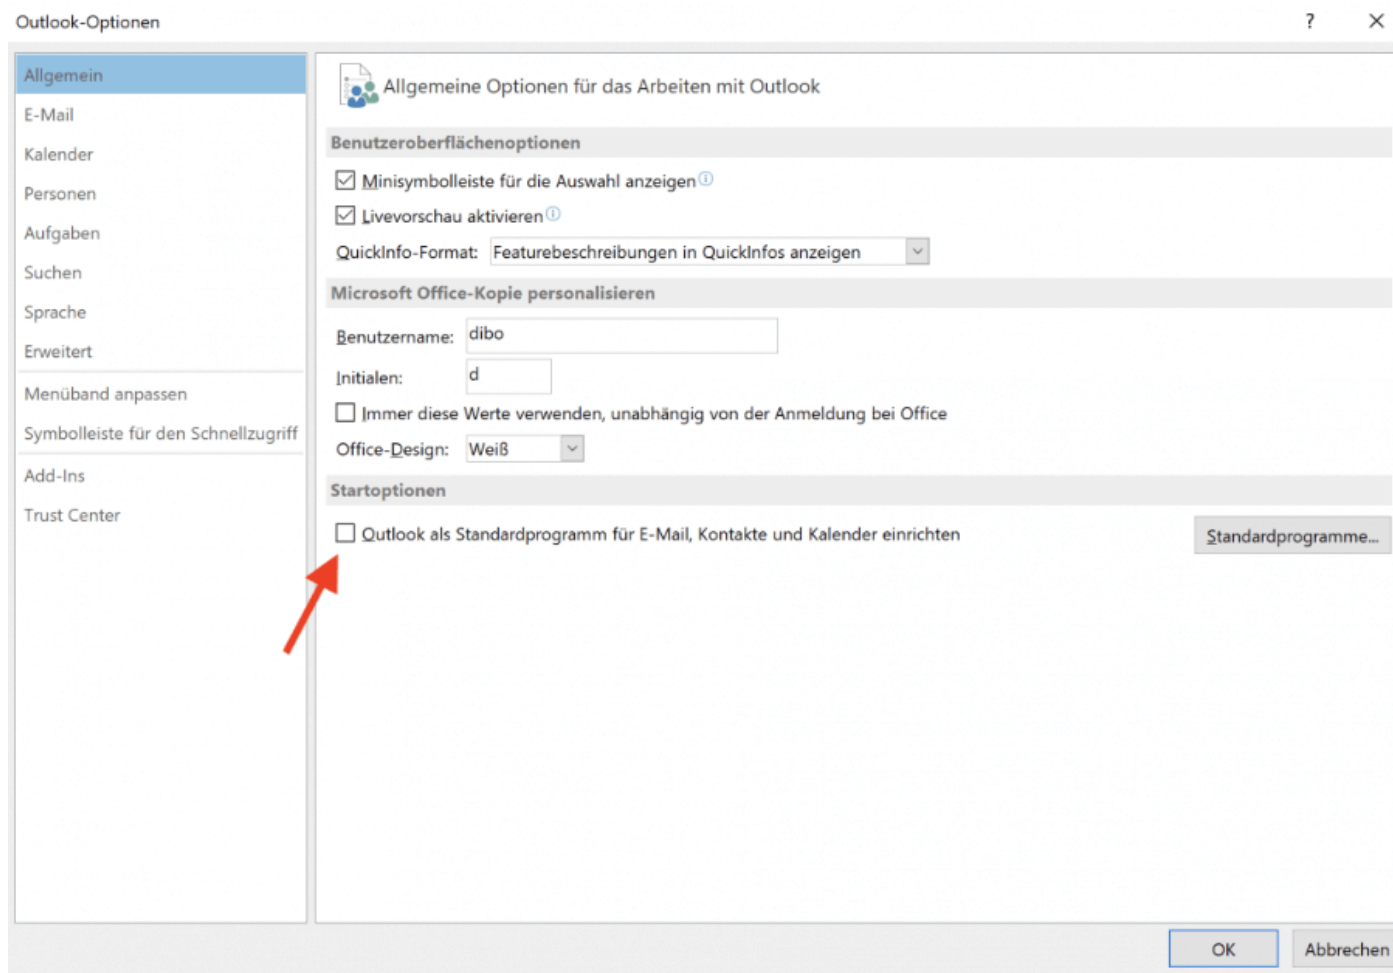 Outlook-Optionen
?
Allgemein
E-Mail
Kalender
Personen
Aufgaben
Suchen
Sprache
Erweitert
Menüband anpassen
Symbolleiste für den Schnellzugriff
Add-Ins
Trust Center
Allgemeine Optionen für das Arbeiten mit Outlook
Benutzeroberflächenoptionen
Minisymbolleiste für die Auswahl anzeigen
Livevorschau aktivieren
QuickInfo-Format: Featurebeschreibungen in QuickInfos anzeigen
Microsoft Office-Kopie personalisieren
Benutzername: dibo
Initialen: d
Immer diese Werte verwenden, unabhängig von der Anmeldung bei Office
Office-Design: Weiß
Startoptionen
Outlook als Standardprogramm für E-Mail, Kontakte und Kalender einrichten
Standardprogramme...
OK
Abbrechen